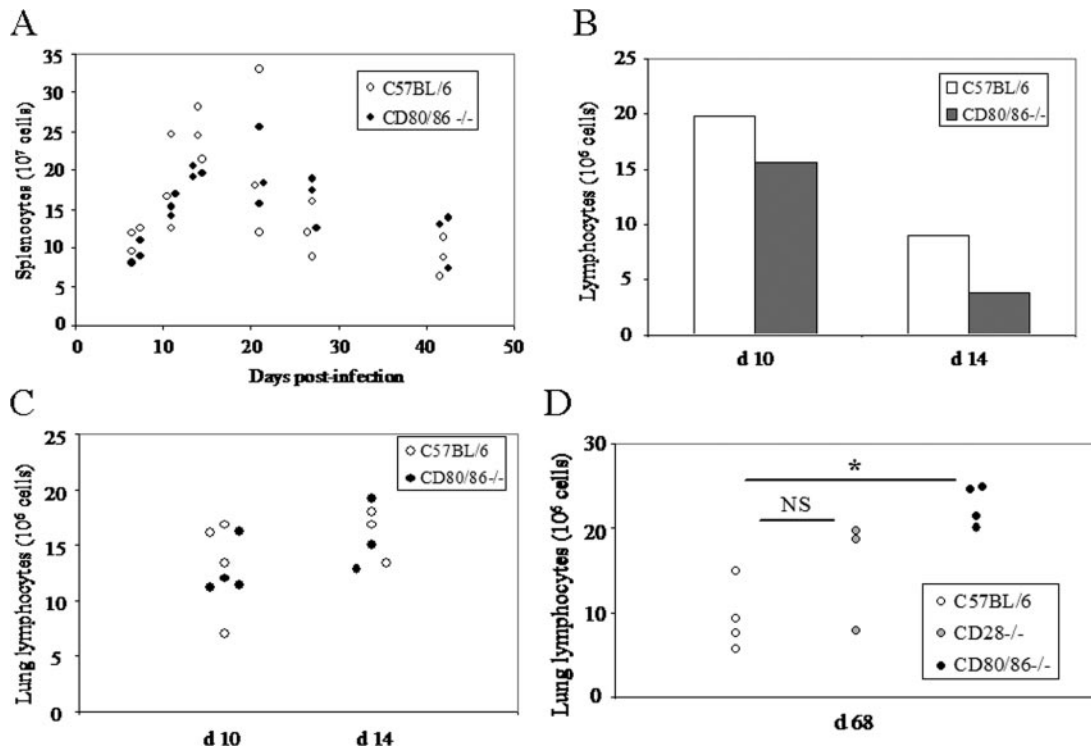 A
Splenocytes (10⁷ cells)
35
30
25
20
15
10
5
0
C57BL/6
CD80/86 -/-
0 10 20 30 40 50
Days post-infection
B
Lymphocytes (10⁶ cells)
25
20
15
10
5
0
C57BL/6
CD80/86-/-
d 10 d 14
C
Lung lymphocytes (10⁶ cells)
25
20
15
10
5
0
C57BL/6
CD80/86-/-
d 10 d 14
D
Lung lymphocytes (10⁶ cells)
30
20
10
0
*
NS
C57BL/6
CD28-/-
CD80/86-/-
d 68